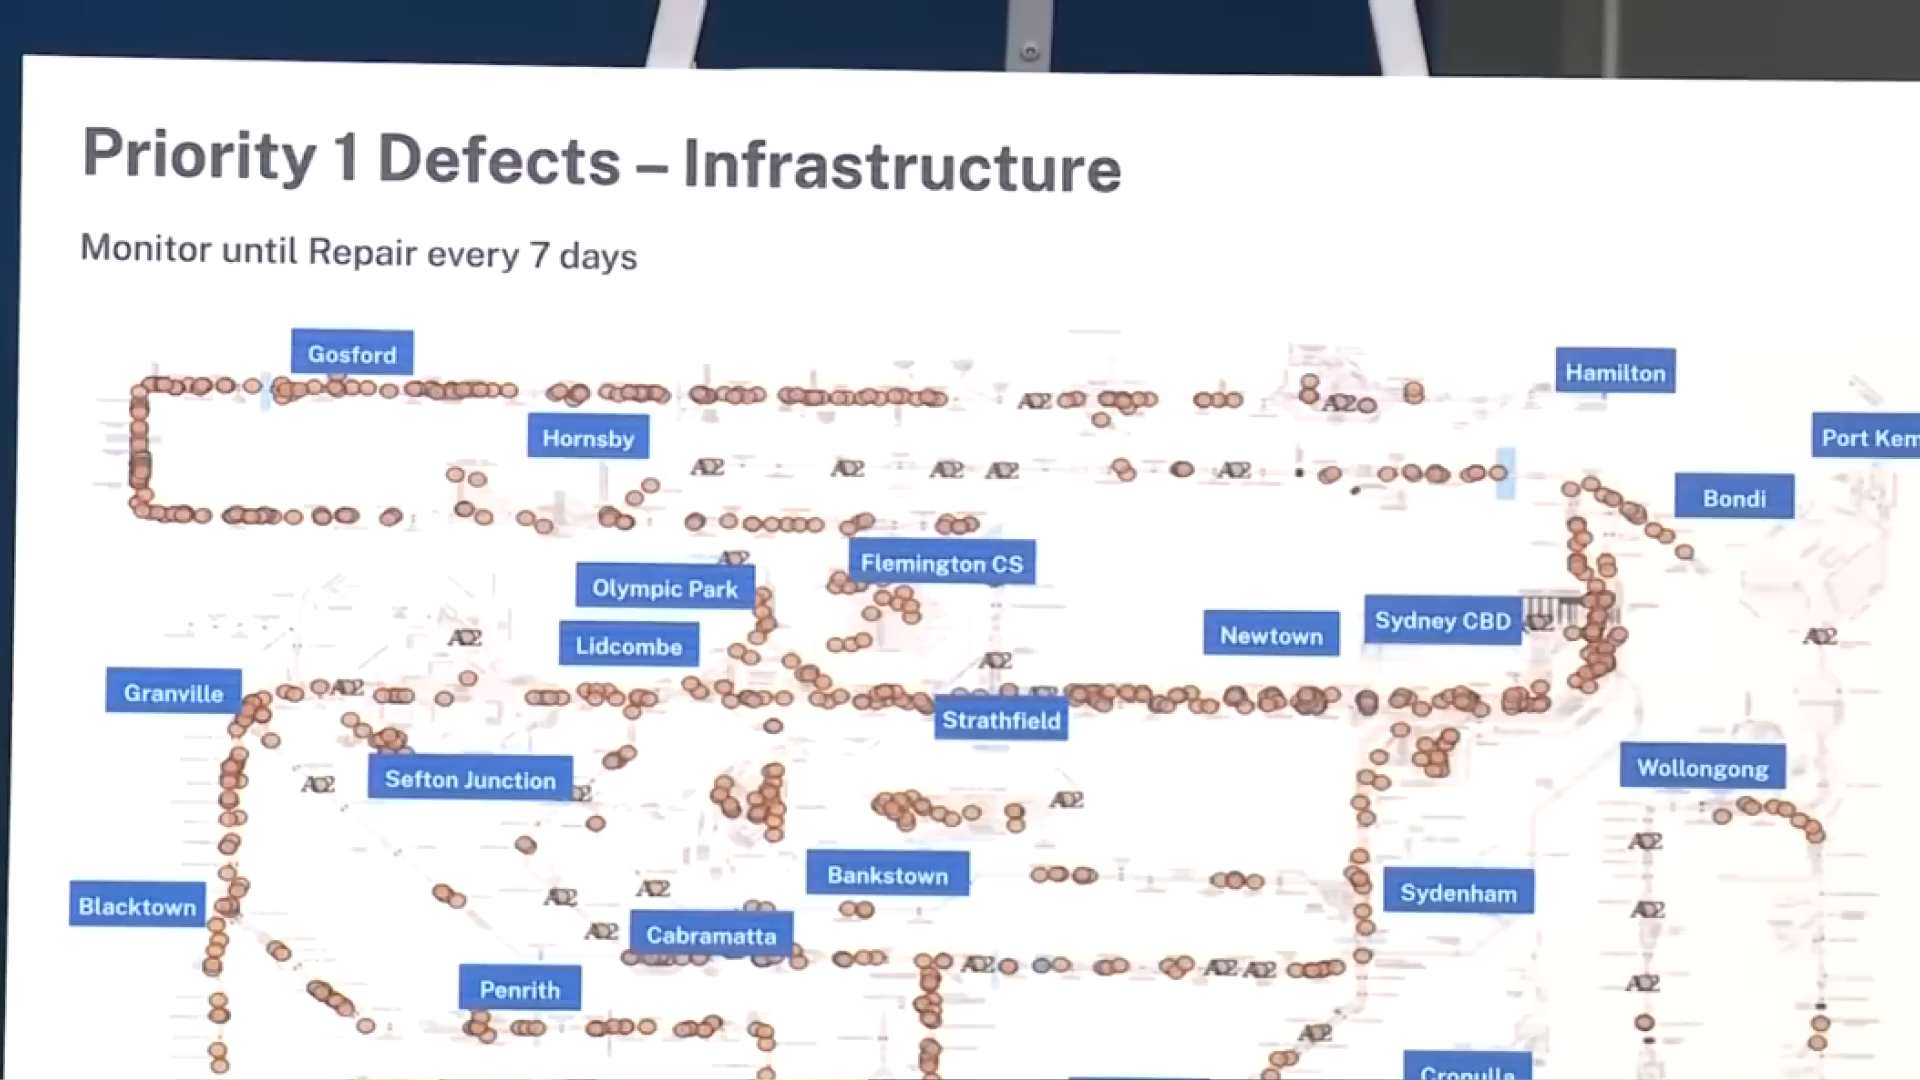 Priority 1 Defects – Infrastructure
Monitor until Repair every 7 days
Gosford
Hamilton
Hornsby
Port Kem
Bondi
Flemington CS
Olympic Park
Sydney CBD
Newtown
Lidcombe
Granville
Strathfield
Sefton Junction
Wollongong
Bankstown
Sydenham
Blacktown
Cabramatta
Penrith
Cronulla